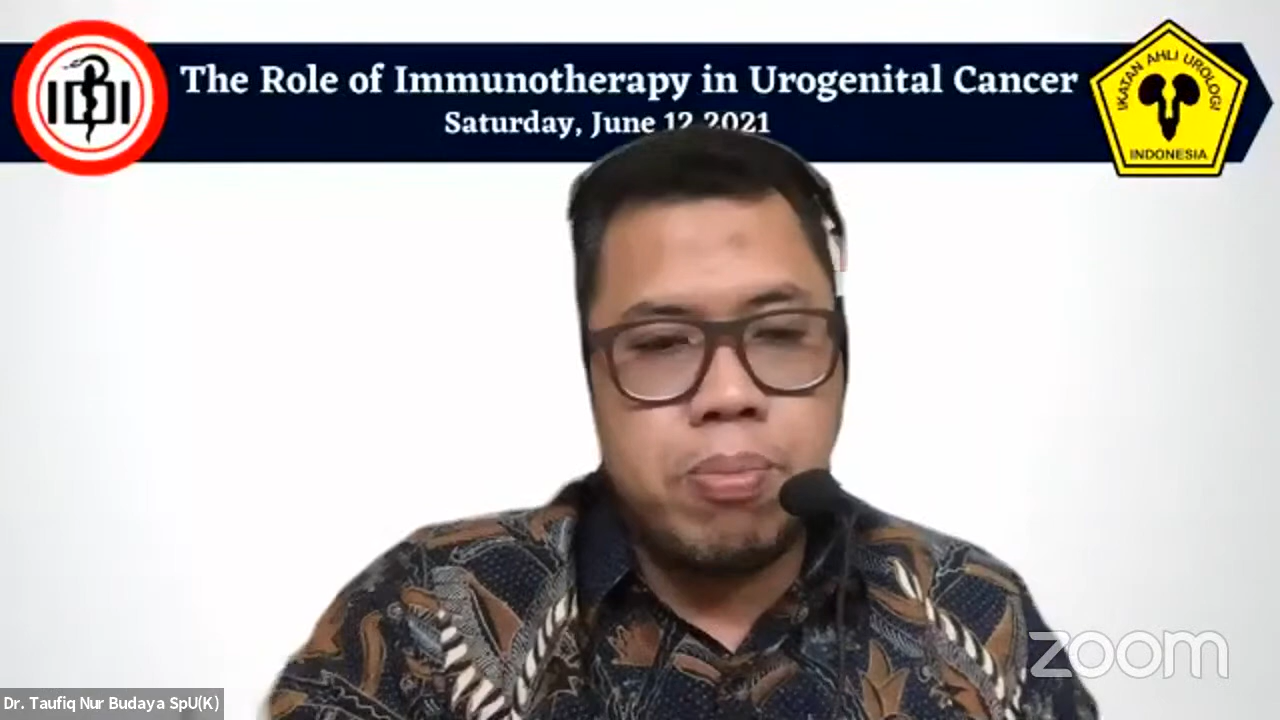 IDI
The Role of Immunotherapy in Urogenital Cancer
Saturday, June 12 2021
IKATAN AHLI UROLOGI
INDONESIA
zoom
Dr. Taufiq Nur Budaya SpU(K)